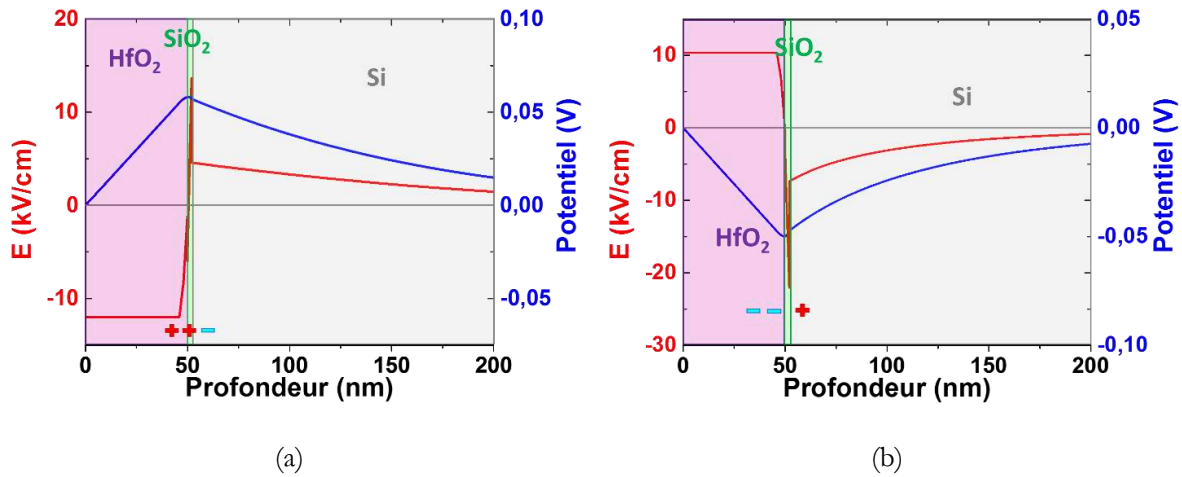 20
10
0
-10
E (kV/cm)
HfO₂
SiO₂
Si
0,10
0,05
0,00
-0,05
Potentiel (V)
++-
0 50 100 150 200
Profondeur (nm)
(a)
10
0
-10
-20
-30
E (kV/cm)
HfO₂
SiO₂
Si
0,05
0,00
-0,05
-0,10
Potentiel (V)
--+
0 50 100 150 200
Profondeur (nm)
(b)